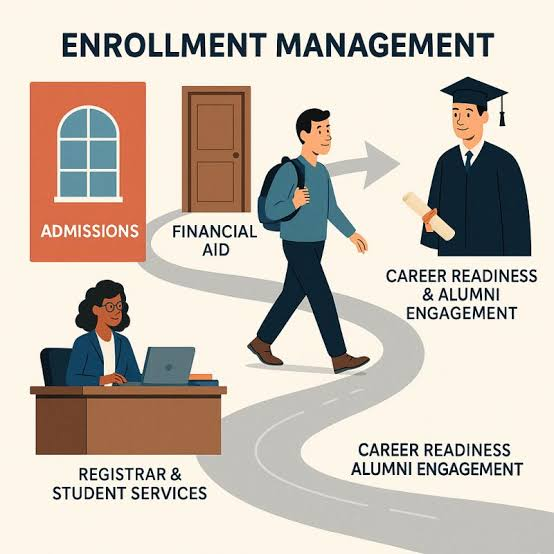 ENROLLMENT MANAGEMENT
ADMISSIONS
FINANCIAL
AID
CAREER READINESS
& ALUMNI
ENGAGEMENT
REGISTRAR &
STUDENT SERVICES
CAREER READINESS
ALUMNI ENGAGEMENT